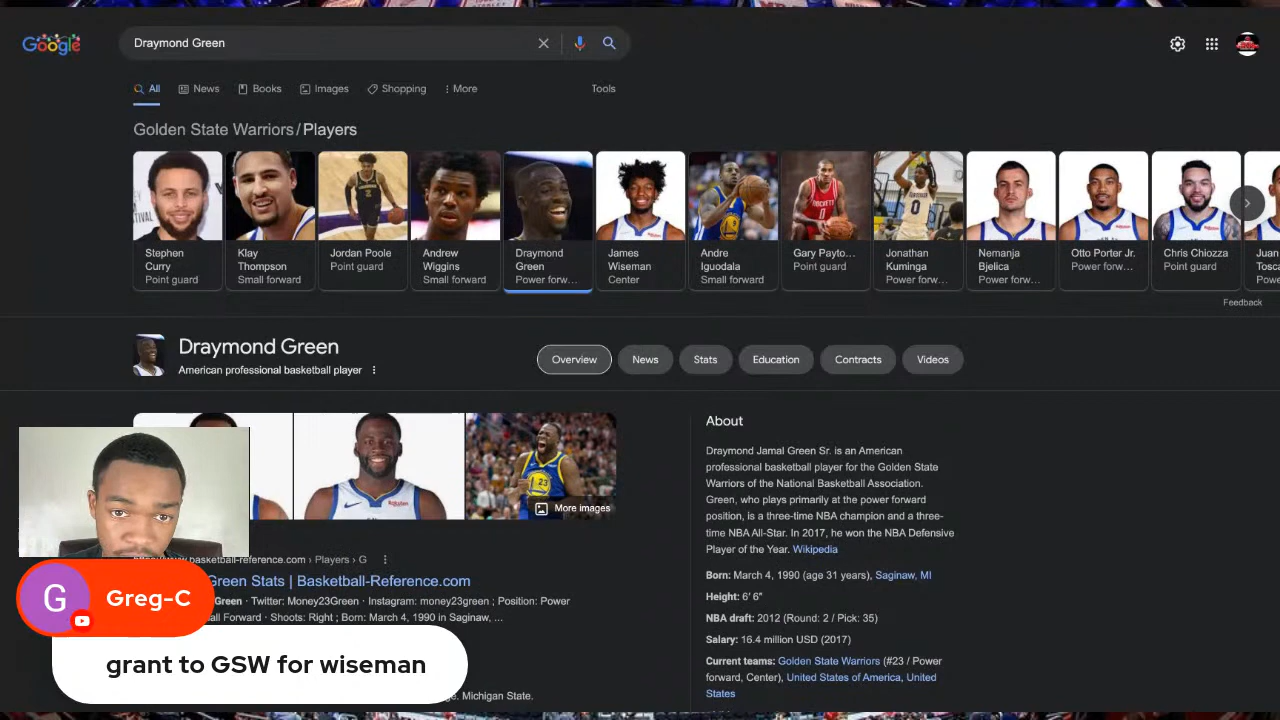 Google
Draymond Green
All
News
Books
Images
Shopping
More
Tools
Golden State Warriors/Players
Stephen
Curry
Point guard
Klay
Thompson
Small forward
Jordan Poole
Point guard
Andrew
Wiggins
Small forward
Draymond
Green
Power forw...
James
Wiseman
Center
Andre
Iguodala
Small forward
Gary Payto...
Point guard
Jonathan
Kuminga
Power forw...
Nemanja
Bjelica
Power forw...
Otto Porter Jr.
Power forw...
Chris Chiozza
Point guard
Juan
Tosca
Powe
Feedback
Draymond Green
American professional basketball player
Overview
News
Stats
Education
Contracts
Videos
More images
About
Draymond Jamal Green Sr. is an American
professional basketball player for the Golden State
Warriors of the National Basketball Association.
Green, who plays primarily at the power forward
position, is a three-time NBA champion and a three-
time NBA All-Star. In 2017, he won the NBA Defensive
Player of the Year. Wikipedia
Born: March 4, 1990 (age 31 years), Saginaw, MI
Height: 6′ 6″
NBA draft: 2012 (Round: 2 / Pick: 35)
Salary: 16.4 million USD (2017)
Current teams: Golden State Warriors (#23 / Power
forward, Center), United States of America, United
States
.basketball-reference.com › Players › G
Green Stats | Basketball-Reference.com
Green · Twitter: Money23Green · Instagram: money23green ; Position: Power
all Forward · Shoots: Right ; Born: March 4, 1990 in Saginaw, ...
Michigan State.
G
Greg-C
grant to GSW for wiseman